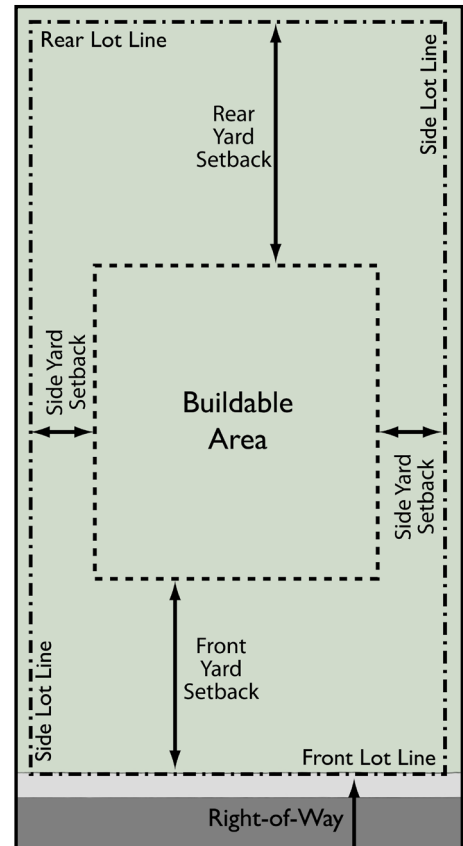 Rear Lot Line
Side Lot Line
Rear
Yard
Setback
Side Yard
Setback
Buildable
Area
Side Yard
Setback
Side Lot Line
Front
Yard
Setback
Front Lot Line
Right-of-Way